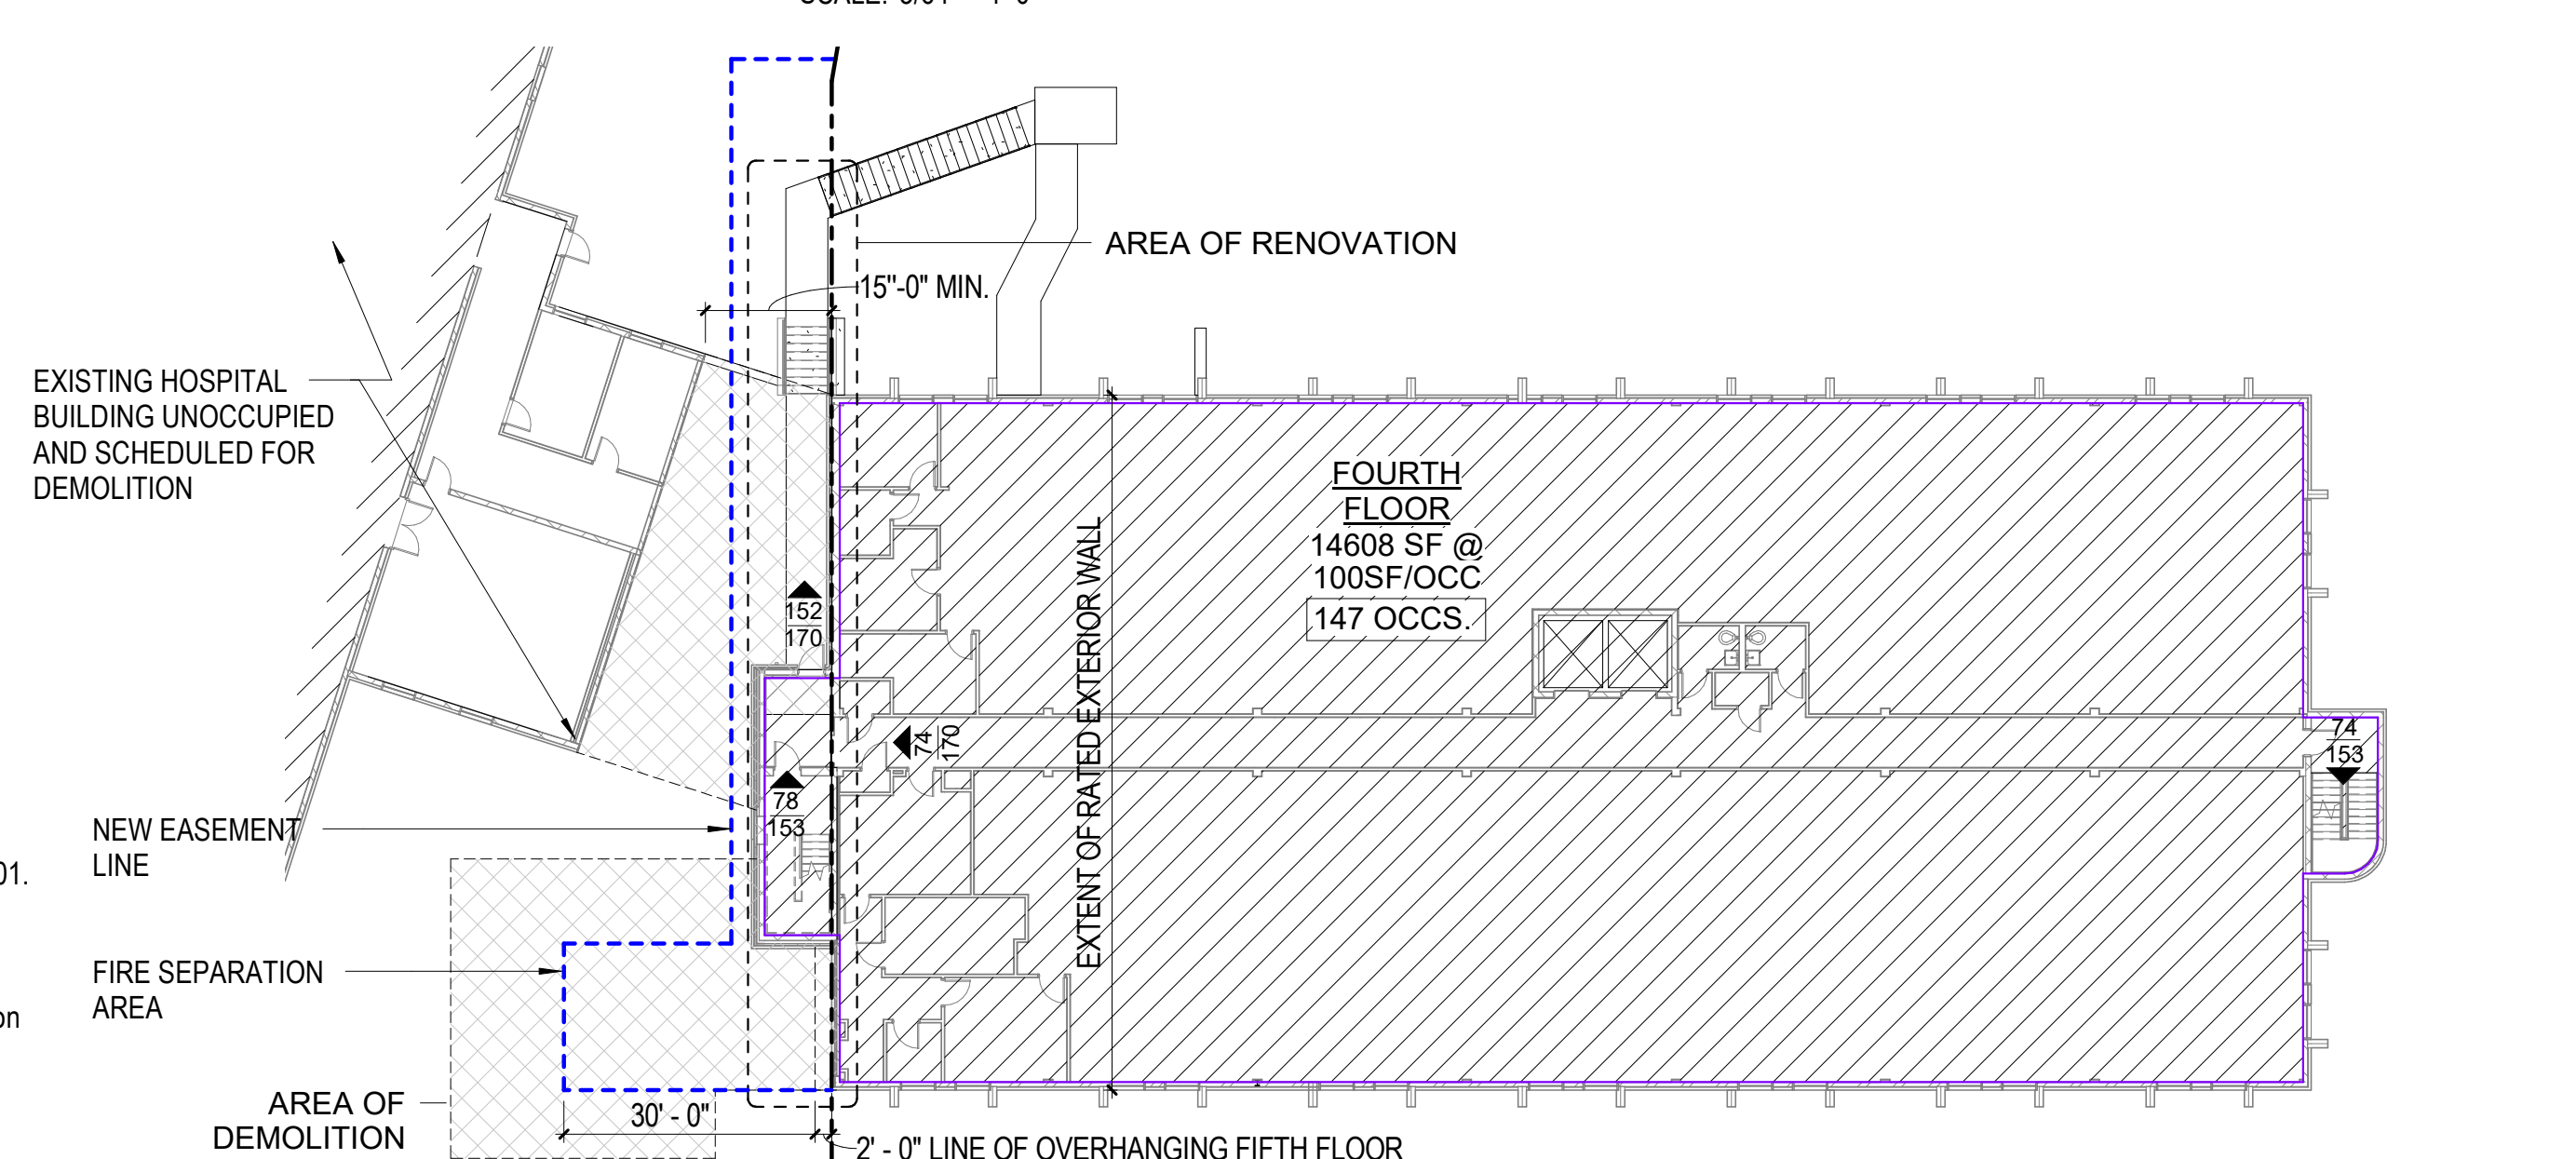 AREA OF RENOVATION
15"-0" MIN.
EXISTING HOSPITAL
BUILDING UNOCCUPIED
AND SCHEDULED FOR
DEMOLITION
FOURTH
FLOOR
14608 SF @
100SF/OCC
147 OCCS.
EXTENT OF RATED EXTERIOR WALL
152
170
74
170
74
153
78
153
NEW EASEMENT
LINE
01.
FIRE SEPARATION
AREA
on
AREA OF
DEMOLITION
30' - 0"
2' - 0" LINE OF OVERHANGING FIFTH FLOOR